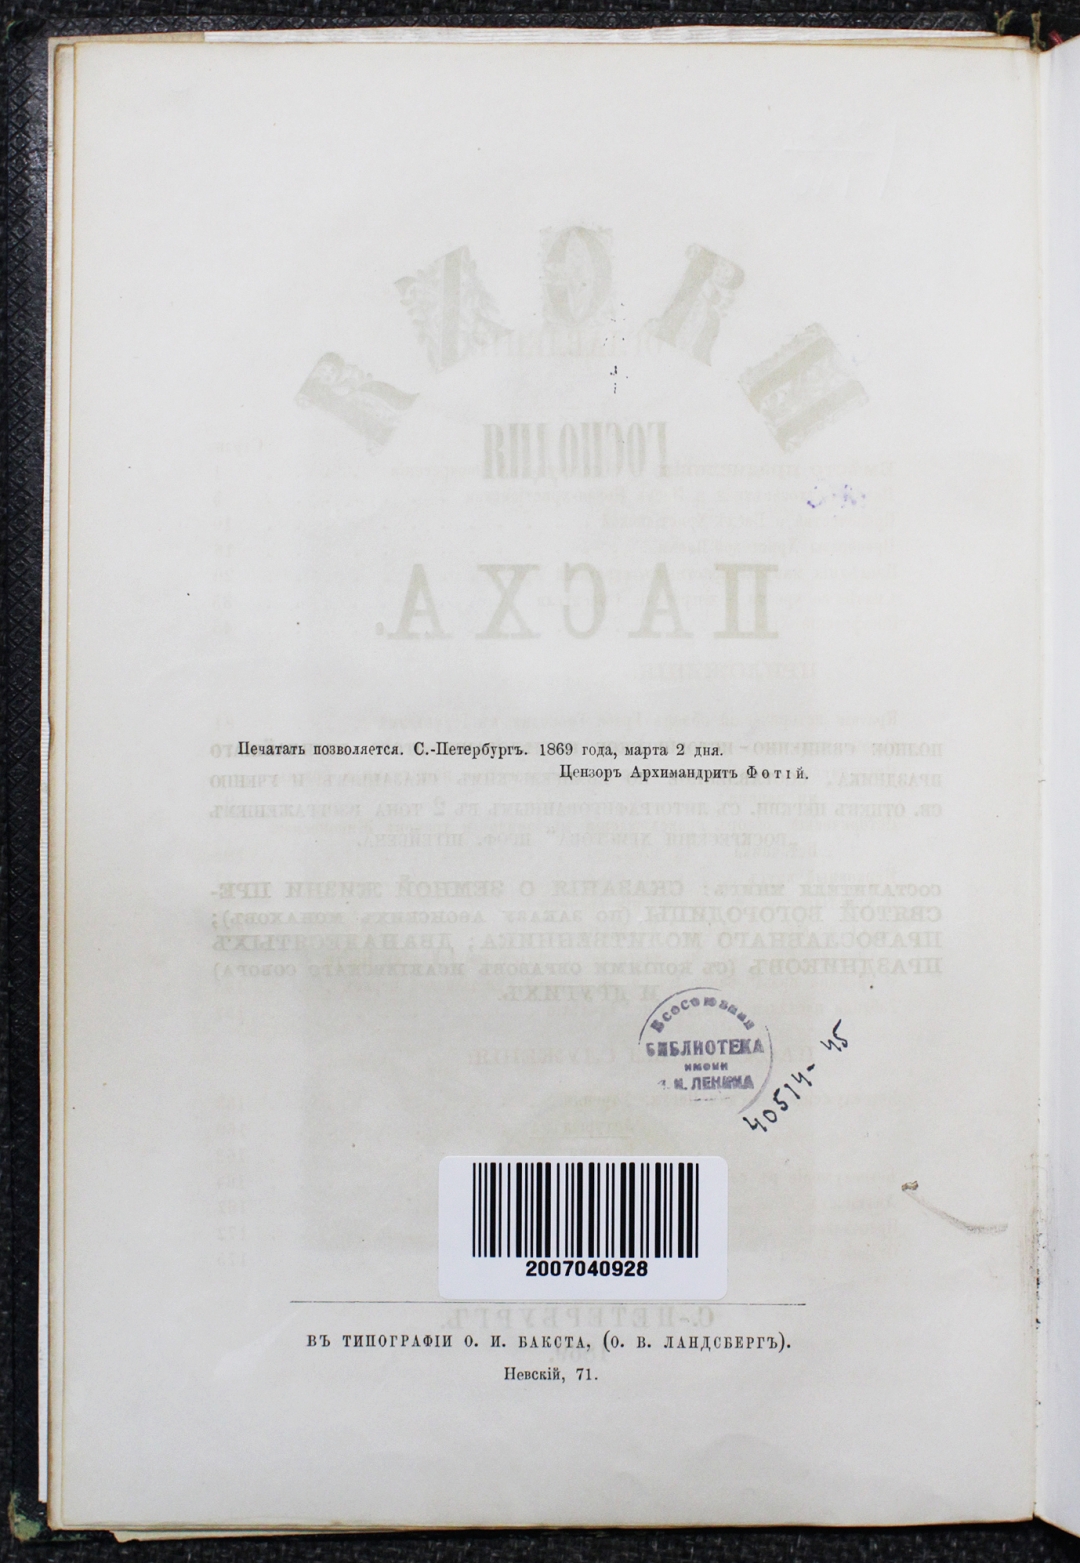 Печатать позволяется. С.-Петербургъ. 1869 года, марта 2 дня.
Цензоръ Архимандритъ Фотій.
Всесоюзная
БИБЛИОТЕКА
имени
И. ЛЕНИНА
40514-45
2007040928
ВЪ ТИПОГРАФІИ О. И. БАКСТА, (О. В. ЛАНДСБЕРГЪ).
Невскій, 71.